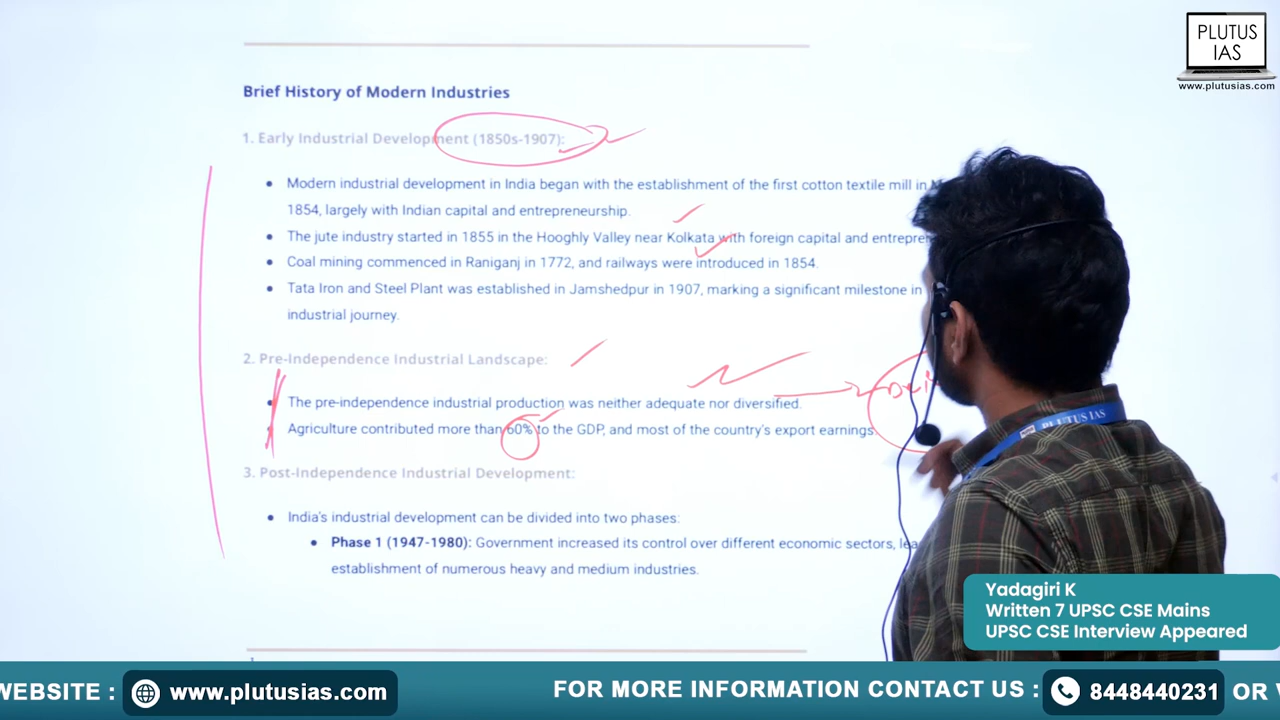 PLUTUS
IAS
www.plutusias.com
Brief History of Modern Industries
1. Early Industrial Development (1850s-1907):
• Modern industrial development in India began with the establishment of the first cotton textile mill in
1854, largely with Indian capital and entrepreneurship.
• The jute industry started in 1855 in the Hooghly Valley near Kolkata with foreign capital and
• Coal mining commenced in Raniganj in 1772, and railways were introduced in 1854.
• Tata Iron and Steel Plant was established in Jamshedpur in 1907, marking a significant milestone in
industrial journey.
2. Pre-Independence Industrial Landscape:
• The pre-independence industrial production was neither adequate nor diversified.
• Agriculture contributed more than 60% to the GDP, and most of the country's export earnings
3. Post-Independence Industrial Development:
• India's industrial development can be divided into two phases:
• Phase 1 (1947-1980): Government increased its control over different economic sectors,
establishment of numerous heavy and medium industries.
PLUTUS IAS
Yadagiri K
Written 7 UPSC CSE Mains
UPSC CSE Interview Appeared
WEBSITE : www.plutusias.com FOR MORE INFORMATION CONTACT US : 8448440231 OR